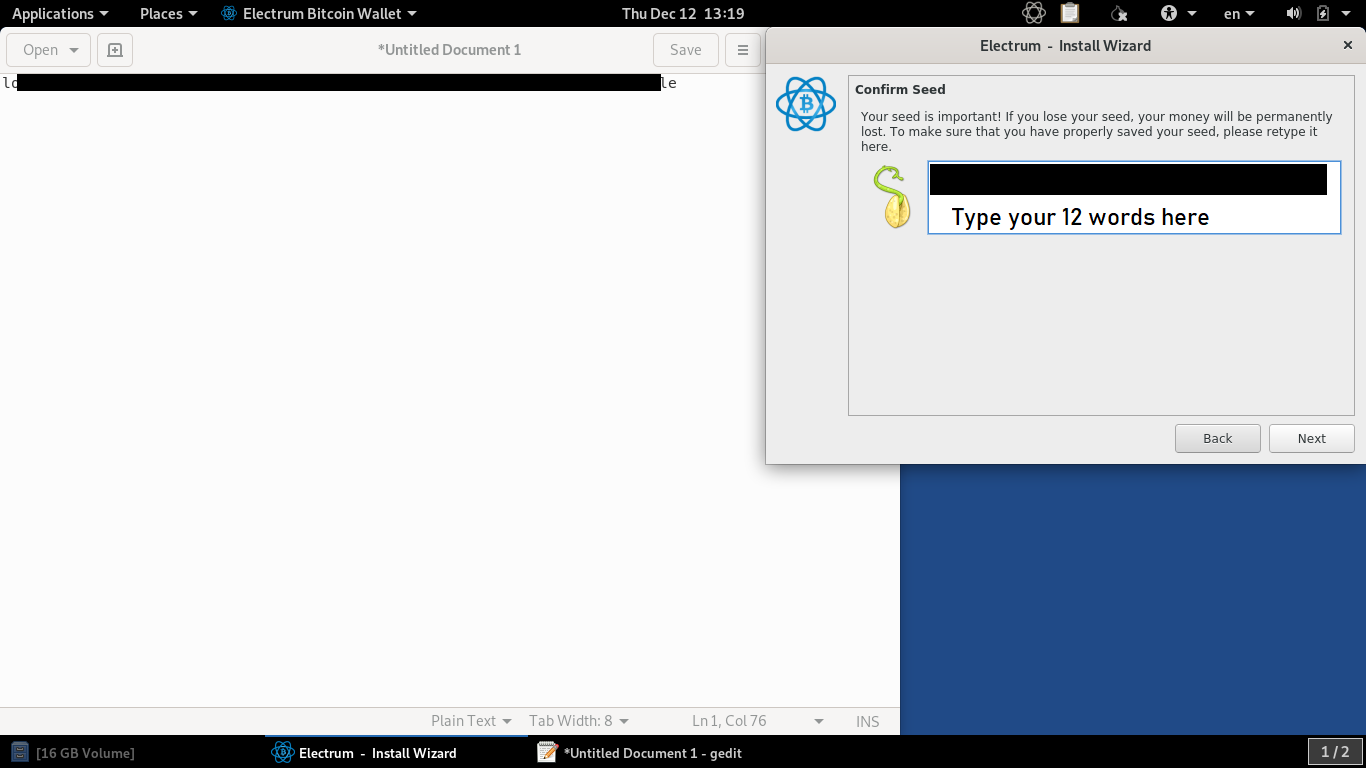 Applications Places Electrum Bitcoin Wallet Thu Dec 12 13:19 en
Open *Untitled Document 1 Save
Electrum - Install Wizard
Confirm Seed
Your seed is important! If you lose your seed, your money will be permanently
lost. To make sure that you have properly saved your seed, please retype it
here.
Type your 12 words here
Back Next
Plain Text Tab Width: 8 Ln 1, Col 76 INS
[16 GB Volume] Electrum - Install Wizard *Untitled Document 1 - gedit 1 / 2